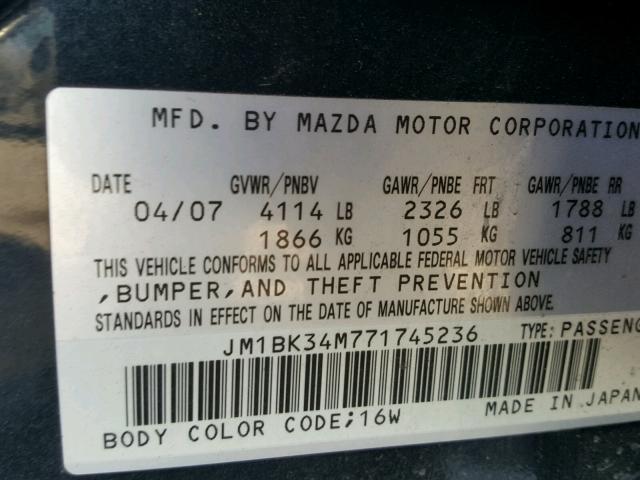 MFD. BY MAZDA MOTOR CORPORATION
DATE GVWR/PNBV GAWR/PNBE FRT GAWR/PNBE RR
04/07 4114 LB 2326 LB 1788 LB
1866 KG 1055 KG 811 KG
THIS VEHICLE CONFORMS TO ALL APPLICABLE FEDERAL MOTOR VEHICLE SAFETY
,BUMPER,AND THEFT PREVENTION
STANDARDS IN EFFECT ON THE DATE OF MANUFACTURE SHOWN ABOVE.
JM1BK34M771745236 TYPE: PASSENG
BODY COLOR CODE;16W MADE IN JAPAN